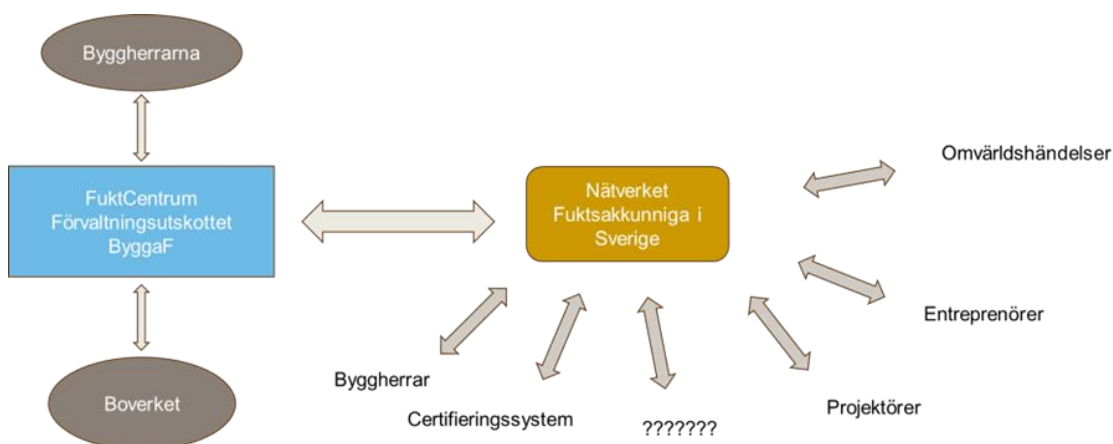 Byggherrarna
FuktCentrum
Förvaltningsutskottet
ByggaF
Boverket
Nätverket
Fuktsakkunniga i
Sverige
Omvärldshändelser
Entreprenörer
Projektörer
???????
Certifieringssystem
Byggherrar